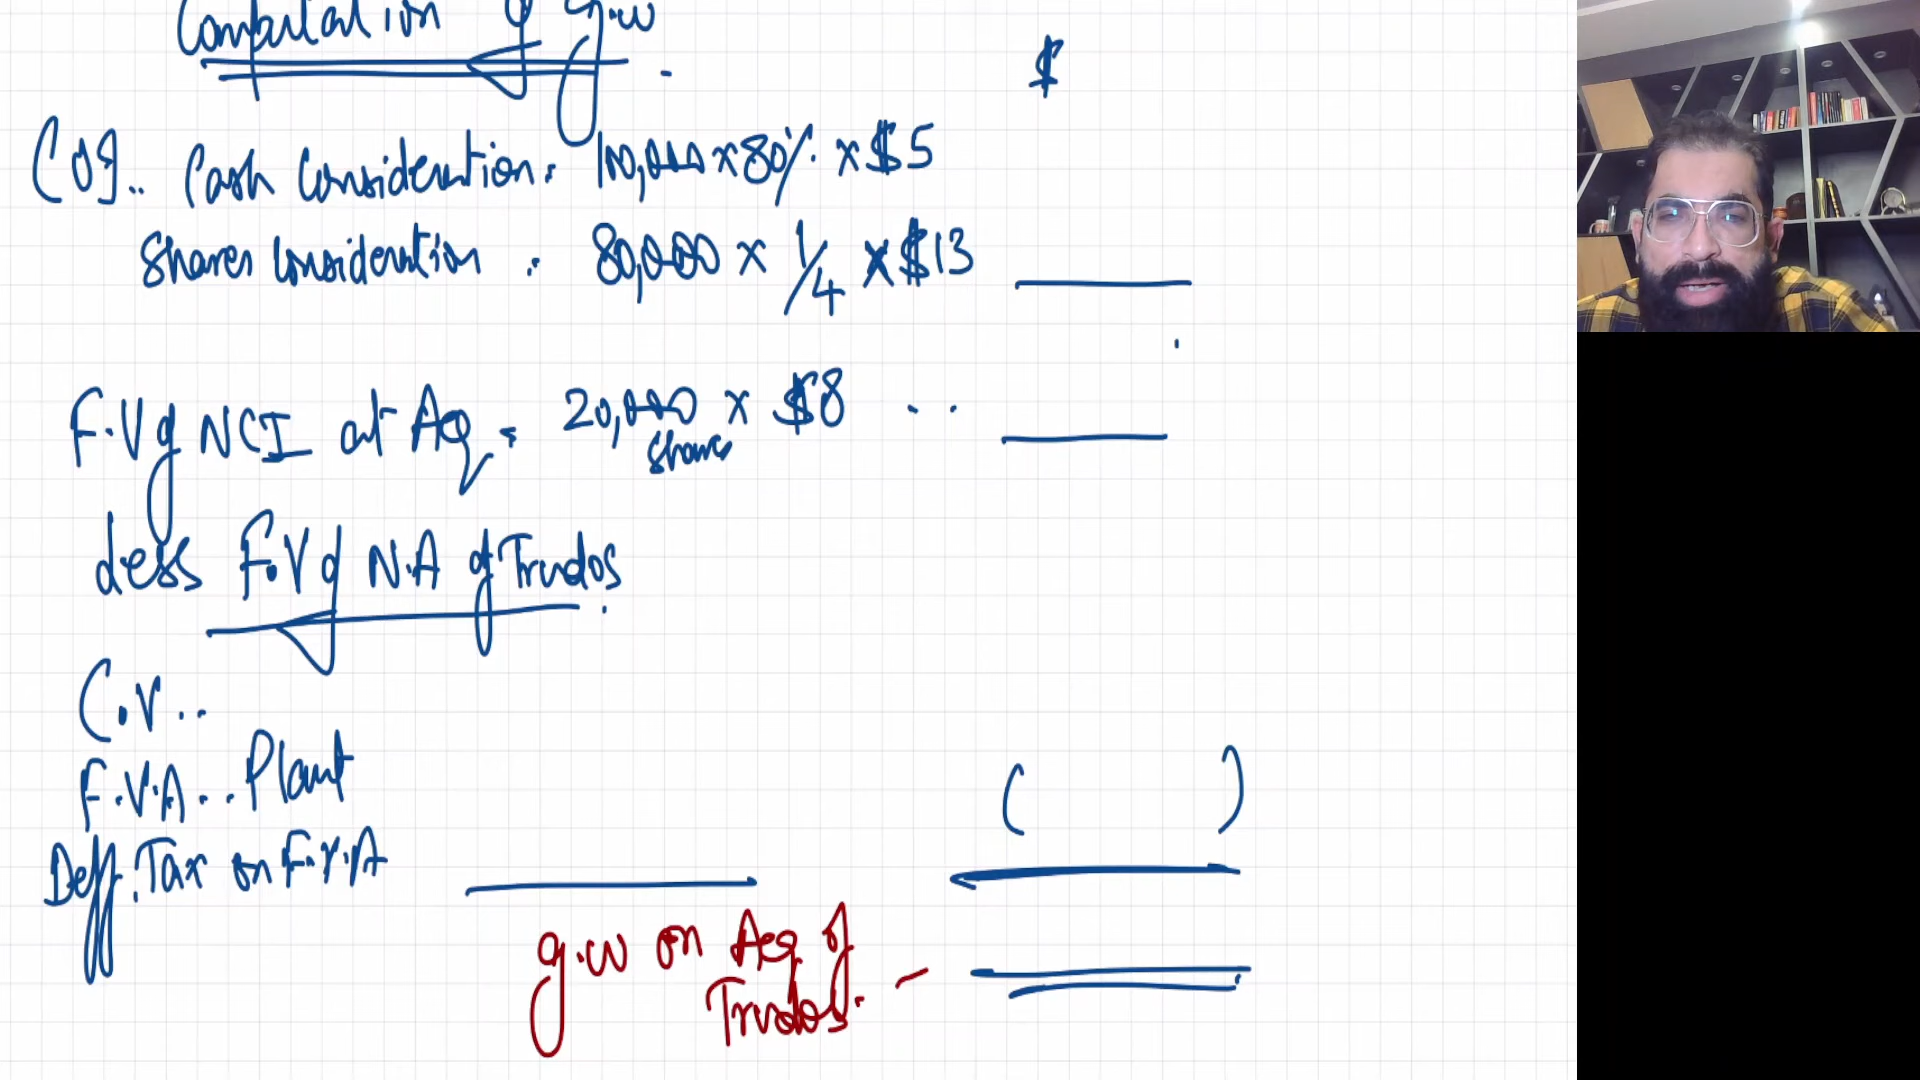 Computation of g.w
$
COI.. Cash Consideration. 100,000 x 80% x $5
Shares Consideration. 80,000 x 1/4 x $13
F.V of NCI at Acq. 20,000 x $8 ..
shares
Less F.V of N.A of Trudos.
C.V..
F.V.A... Plant
( )
Deff. Tax on F.V.A
g.w on Acq of
Trudos. -